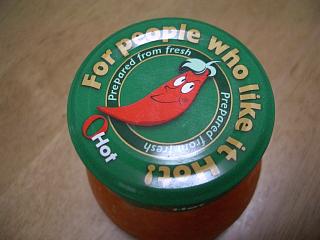 For people who like it Hot!
Prepared from fresh
Prepared from fresh
Hot